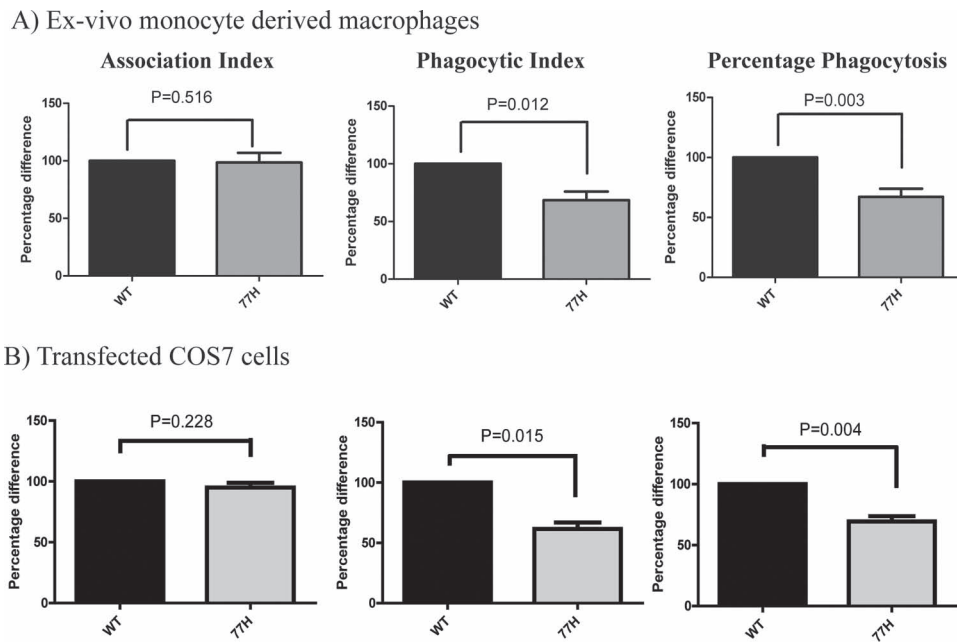 A) Ex-vivo monocyte derived macrophages
Association Index
Phagocytic Index
Percentage Phagocytosis
Percentage difference
150
100
50
0
P=0.516
WT
77H
Percentage difference
150
100
50
0
P=0.012
WT
77H
Percentage difference
150
100
50
0
P=0.003
WT
77H
B) Transfected COS7 cells
Percentage difference
150
100
50
0
P=0.228
WT
77H
Percentage difference
150
100
50
0
P=0.015
WT
77H
Percentage difference
150
100
50
0
P=0.004
WT
77H